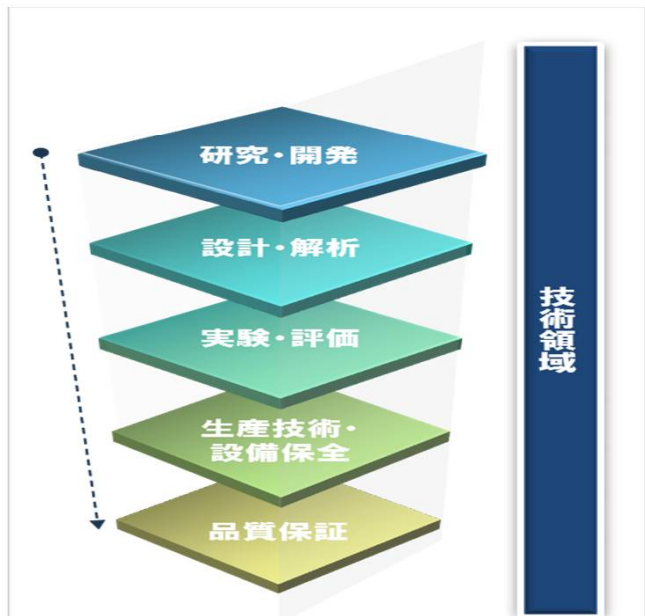 研究・開発
設計・解析
実験・評価
生産技術・
設備保全
品質保証
技術領域